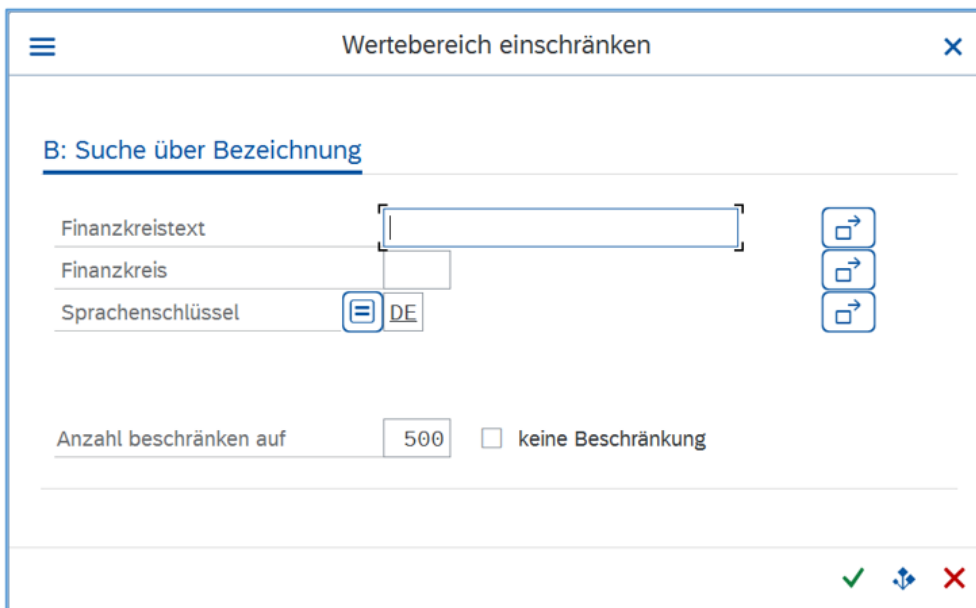 Wertebereich einschränken
B: Suche über Bezeichnung
Finanzkreistext
Finanzkreis
Sprachenschlüssel DE
Anzahl beschränken auf 500 keine Beschränkung